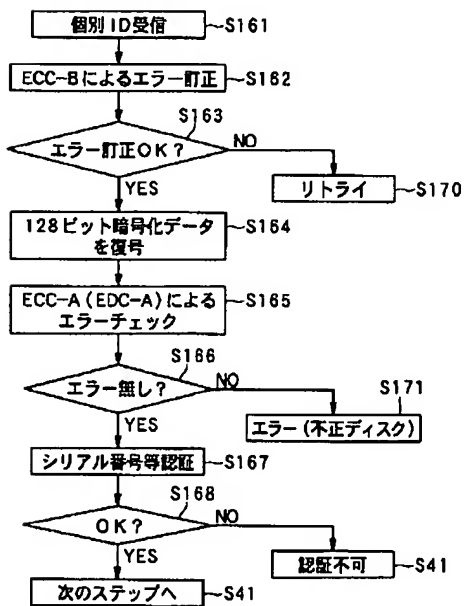 個別ID受信
S161
ECC-Bによるエラー訂正
S162
S163
エラー訂正OK?
NO
YES
リトライ
S170
128ビット暗号化データ
を復号
S164
ECC-A(EDC-A)による
エラーチェック
S165
S166
エラー無し?
NO
S171
YES
エラー(不正ディスク)
シリアル番号等認証
S167
S168
OK?
NO
YES
認証不可
S41
次のステップへ
S41